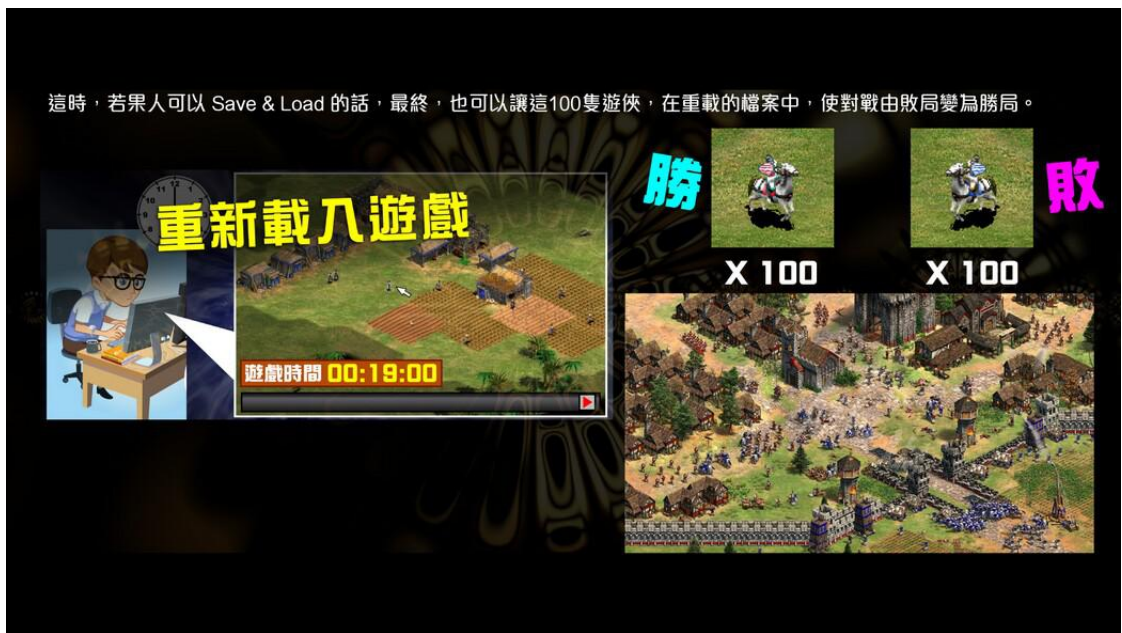 這時，若果人可以 Save & Load 的話，最終，也可以讓這100隻遊俠，在重載的檔案中，使對戰由敗局變為勝局。
勝
敗
重新載入遊戲
X 100
X 100
遊戲時間 00:19:00